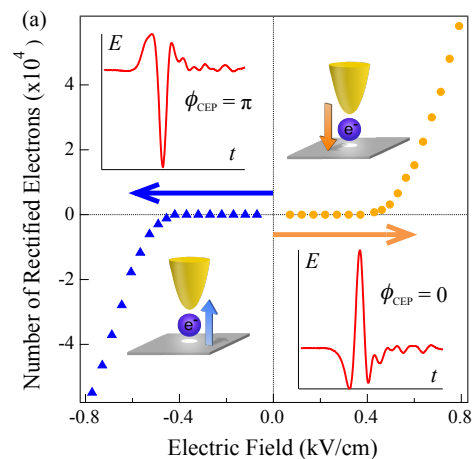 (a)
Number of Rectified Electrons (x10⁴)
4
2
0
-2
-4
E
ϕCEP = π
t
e-
e-
E
ϕCEP = 0
t
-0.8
-0.4
0.0
0.4
0.8
Electric Field (kV/cm)